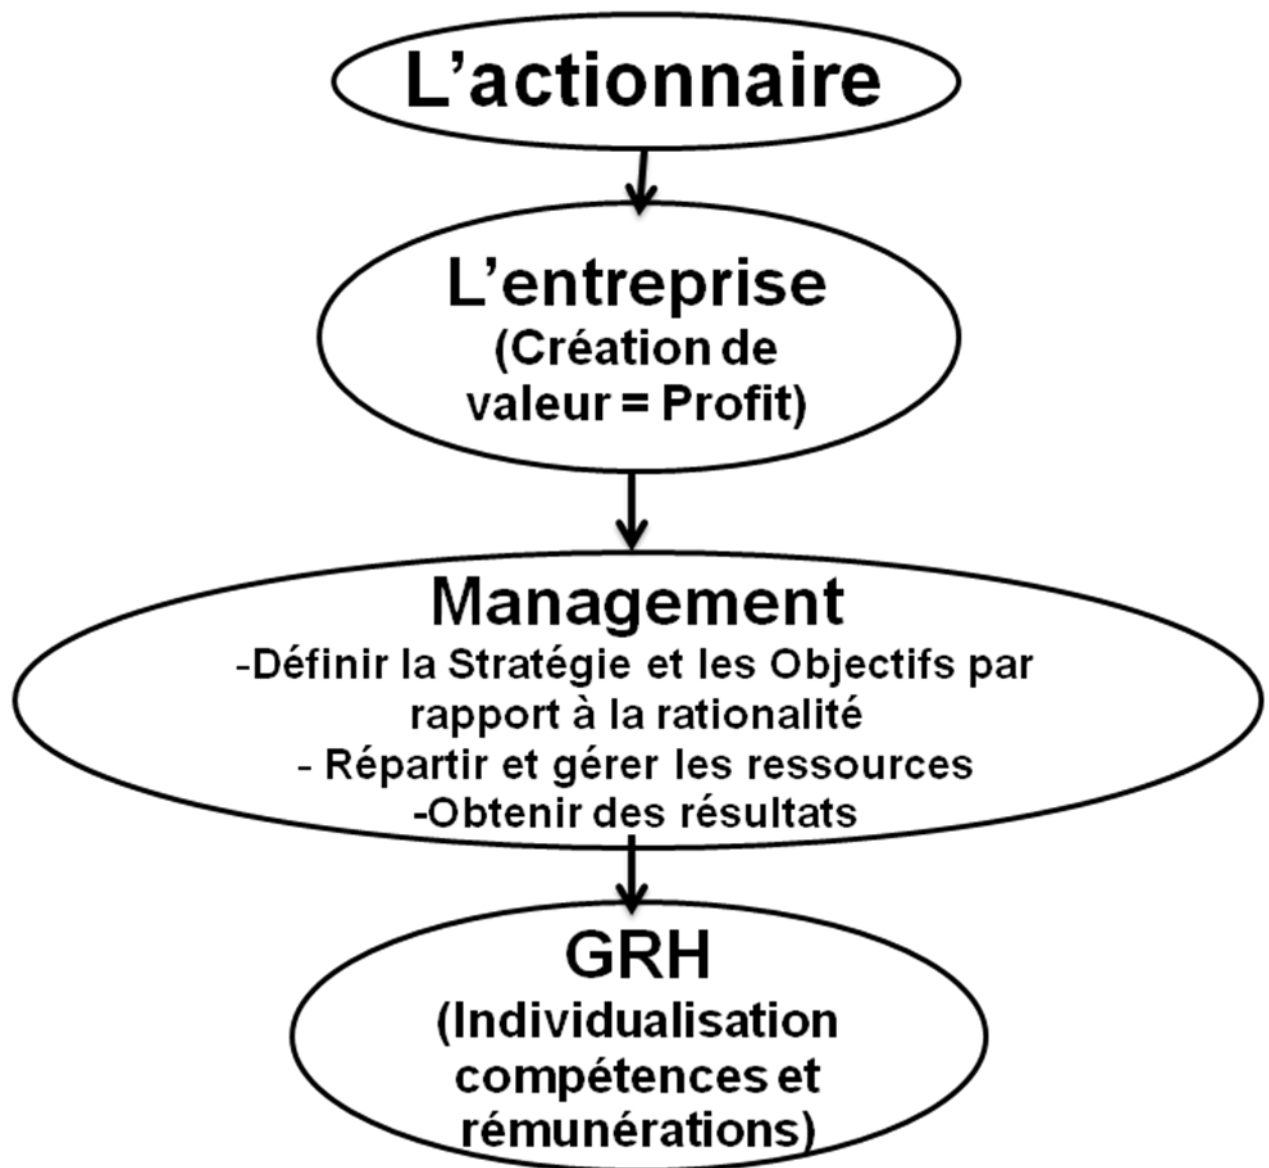 L’actionnaire
L’entreprise
(Création de
valeur = Profit)
Management
-Définir la Stratégie et les Objectifs par
rapport à la rationalité
- Répartir et gérer les ressources
-Obtenir des résultats
GRH
(Individualisation
compétences et
rémunérations)